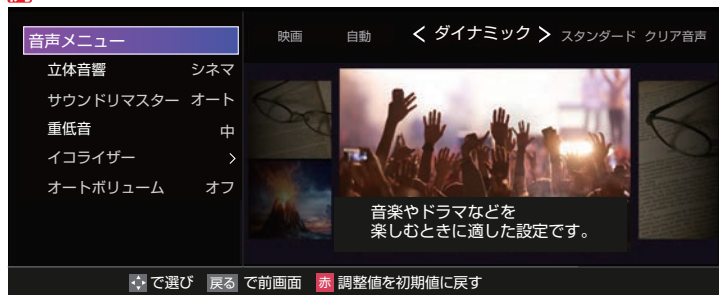 音声メニュー
映画 自動 ダイナミック スタンダード クリア音声
立体音響 シネマ
サウンドリマスター オート
重低音 中
イコライザー
オートボリューム オフ
音楽やドラマなどを
楽しむときに適した設定です。
で選び 戻る で前画面 赤 調整値を初期値に戻す